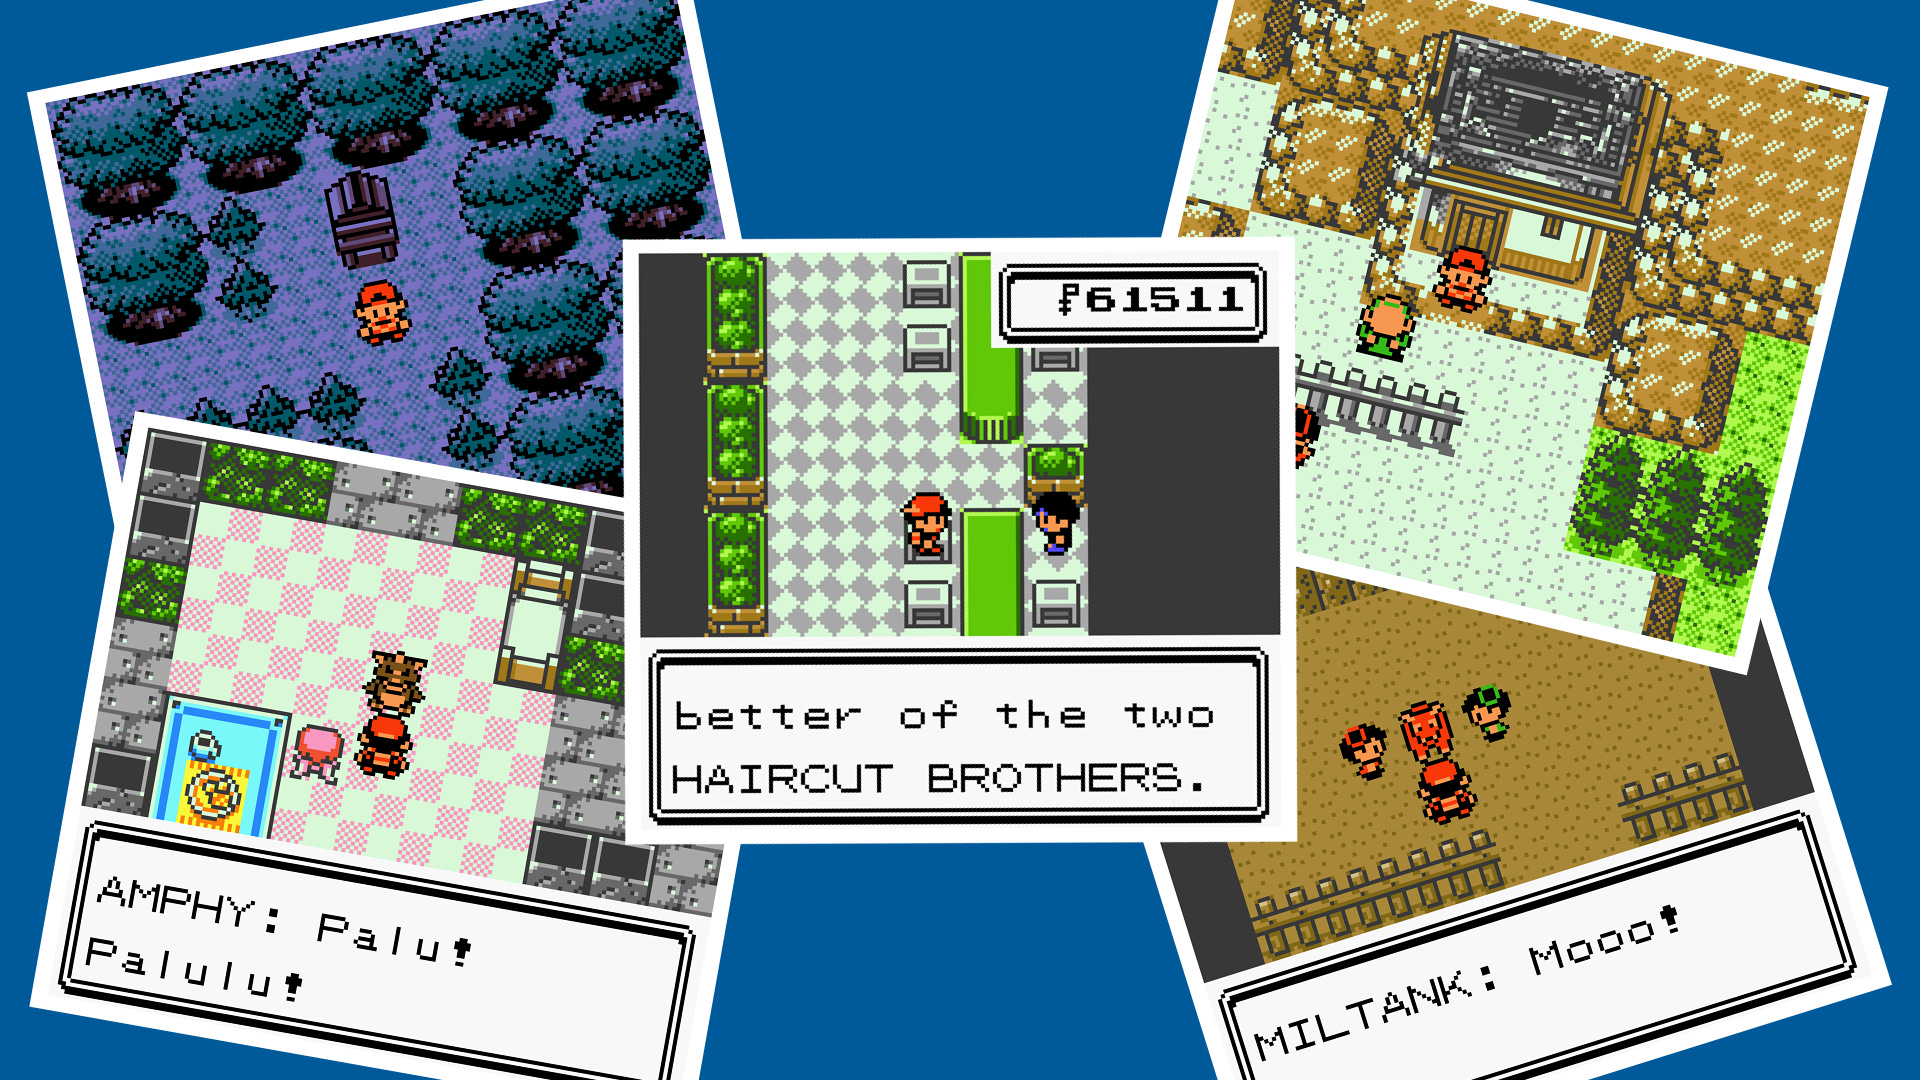 ₽61511
better of the two
HAIRCUT BROTHERS.
AMPHY: Palu!
Palulu!
MILTANK: Mooo!